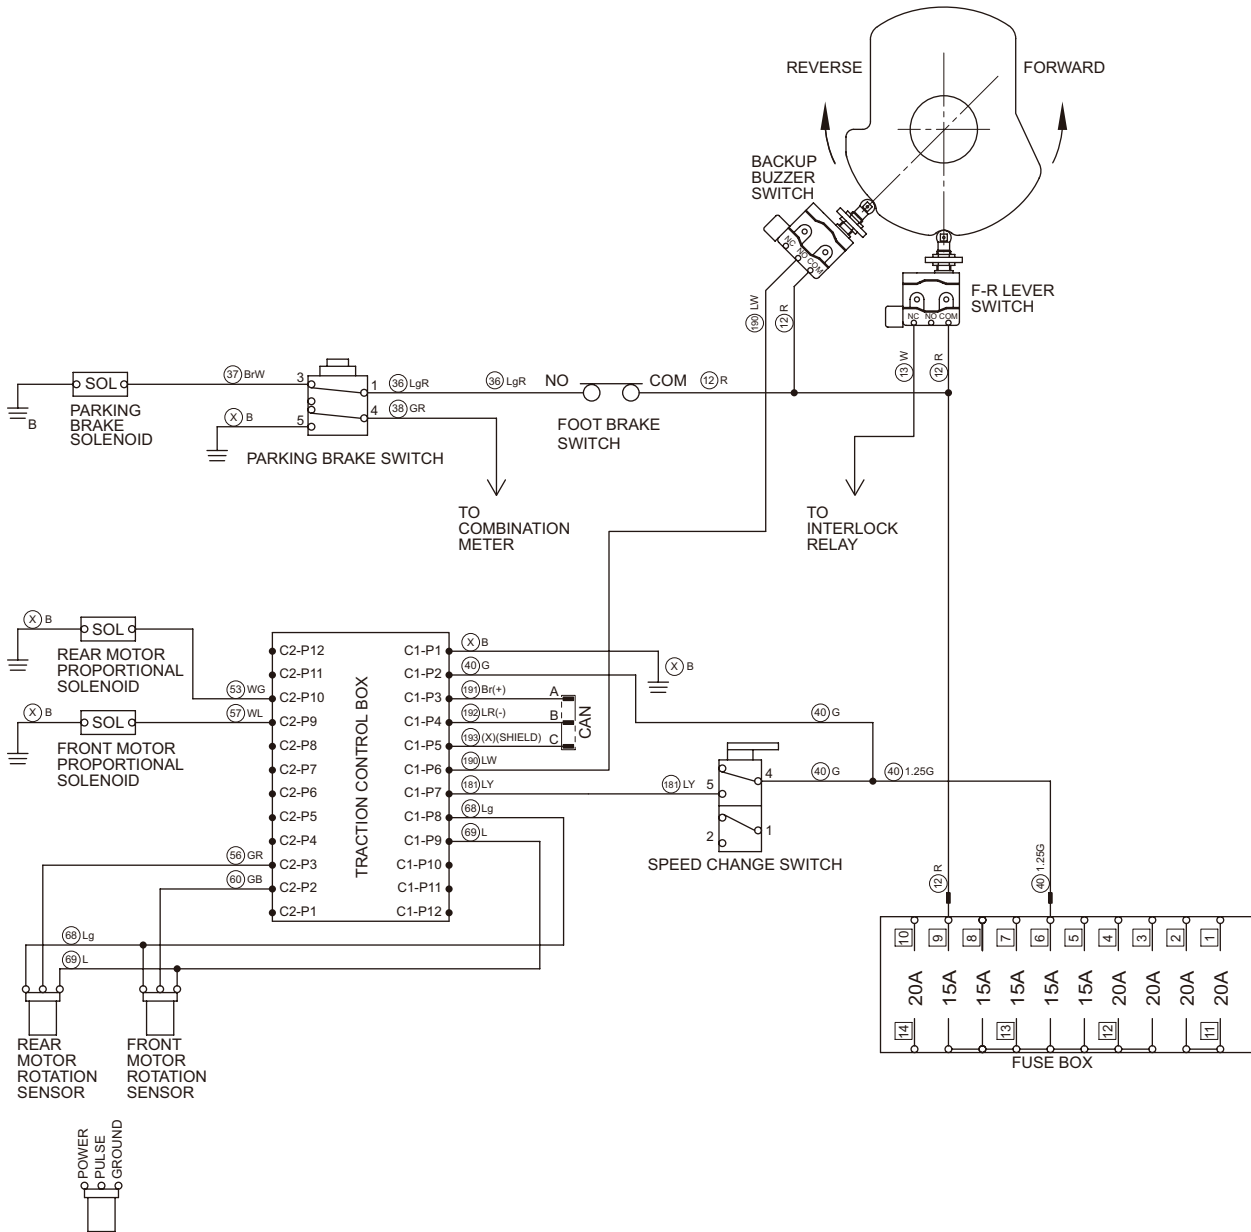 REVERSE
FORWARD
BACKUP
BUZZER
SWITCH
NC
NO
COM
F-R LEVER
SWITCH
NC NO COM
190 LW
12 R
13 W
12 R
SOL
B
PARKING
BRAKE
SOLENOID
37 BrW
3
1
36 LgR
36 LgR
NO
COM
12 R
X B
5
4
38 GR
PARKING BRAKE SWITCH
FOOT BRAKE
SWITCH
TO
COMBINATION
METER
TO
INTERLOCK
RELAY
X B
SOL
REAR MOTOR
PROPORTIONAL
SOLENOID
53 WG
X B
SOL
57 WL
FRONT MOTOR
PROPORTIONAL
SOLENOID
C2-P12
C2-P11
C2-P10
C2-P9
C2-P8
C2-P7
C2-P6
C2-P5
C2-P4
C2-P3
C2-P2
C2-P1
TRACTION CONTROL BOX
C1-P1
C1-P2
C1-P3
C1-P4
C1-P5
C1-P6
C1-P7
C1-P8
C1-P9
C1-P10
C1-P11
C1-P12
X B
X B
40 G
191 Br(+)
192 LR(-)
193 (X)(SHIELD)
190 LW
181 LY
68 Lg
69 L
A
B
C
CAN
40 G
181 LY
5
4
40 G
40 1.25G
2
1
SPEED CHANGE SWITCH
56 GR
60 GB
68 Lg
69 L
REAR
MOTOR
ROTATION
SENSOR
FRONT
MOTOR
ROTATION
SENSOR
POWER
PULSE
GROUND
12 R
40 1.25G
10 9 8 7 6 5 4 3 2 1
20A 15A 15A 15A 15A 15A 20A 20A 20A 20A
14 13 12 11
FUSE BOX